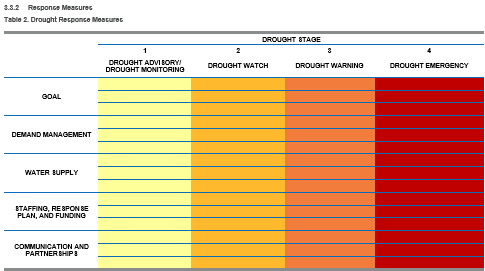 3.3.2 Response Measures
Table 2. Drought Response Measures
DROUGHT STAGE
1 2 3 4
DROUGHT ADVISORY/
DROUGHT MONITORING
DROUGHT WATCH
DROUGHT WARNING
DROUGHT EMERGENCY
GOAL
DEMAND MANAGEMENT
WATER SUPPLY
STAFFING, RESPONSE
PLAN, AND FUNDING
COMMUNICATION AND
PARTNERSHIPS